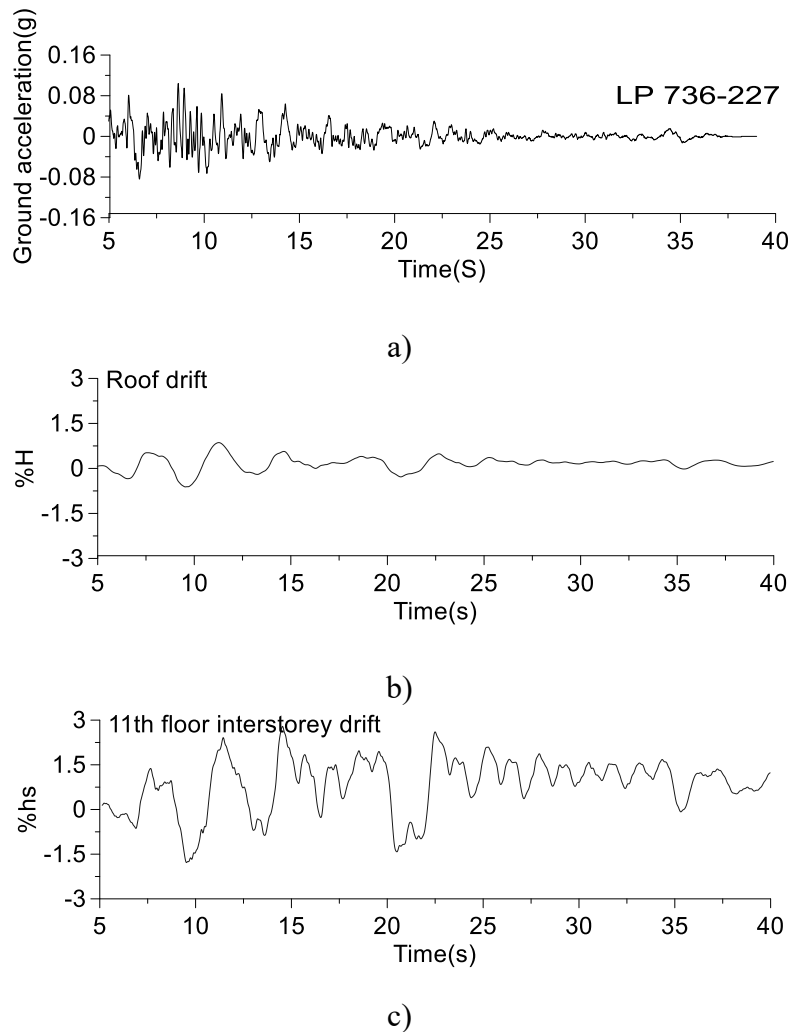 Ground acceleration(g)
0.16
0.08
0
-0.08
-0.16
LP 736-227
5 10 15 20 25 30 35 40
Time(S)
a)
%H
3
1.5
0
-1.5
-3
Roof drift
5 10 15 20 25 30 35 40
Time(s)
b)
%hs
3
1.5
0
-1.5
-3
11th floor interstorey drift
5 10 15 20 25 30 35 40
Time(s)
c)